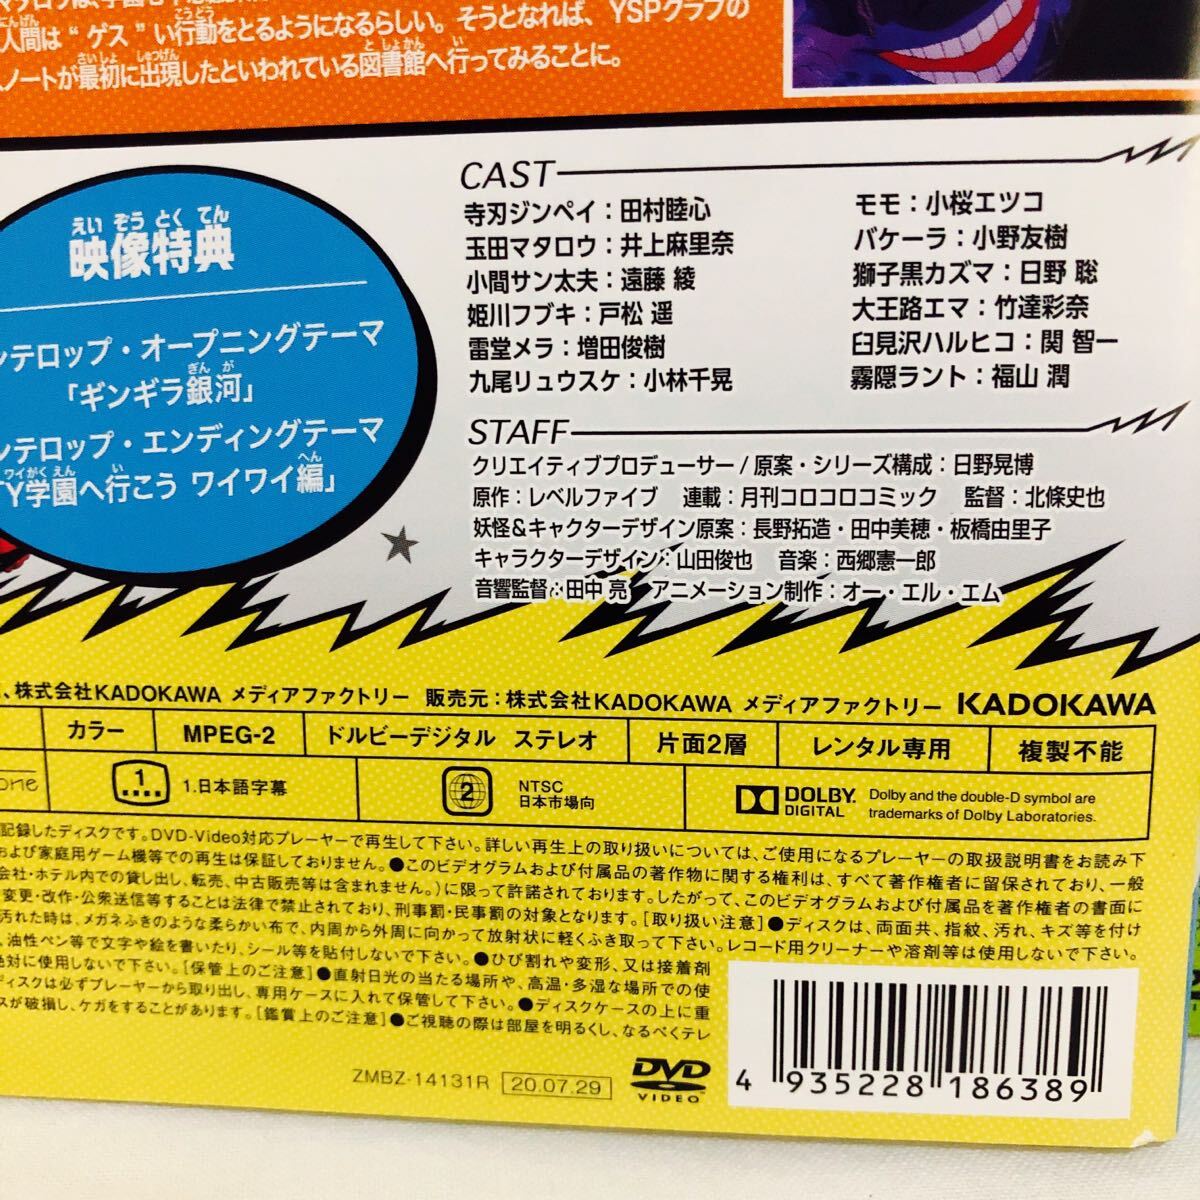 人間は“ゲス”い行動をとるようになるらしい。そうとなれば、YSPクラブの
ノートが最初に出現したといわれている図書館へ行ってみることに。
えいぞうとくてん
映像特典
ンテロップ・オープニングテーマ
ぎんが
「ギンギラ銀河」
ンテロップ・エンディングテーマ
ワイがくえん い へん
Y学園へ行こう ワイワイ編」
CAST
寺刃ジンペイ:田村睦心
玉田マタロウ:井上麻里奈
小間サン太夫:遠藤 綾
姫川フブキ:戸松 遥
雷堂メラ:増田俊樹
九尾リュウスケ:小林千晃
モモ:小桜エツコ
バケーラ:小野友樹
獅子黒カズマ:日野 聡
大王路エマ:竹達彩奈
臼見沢ハルヒコ:関 智一
霧隠ラント:福山 潤
STAFF
クリエイティブプロデューサー/原案・シリーズ構成:日野晃博
原作:レベルファイブ 連載:月刊コロコロコミック 監督:北條史也
妖怪&キャクターデザイン原案:長野拓造・田中美穂・板橋由里子
キャラクターデザイン:山田俊也 音楽:西郷憲一郎
音響監督:田中 亮 アニメーション制作:オー・エル・エム
、株式会社KADOKAWA メディアファクトリー 販売元:株式会社KADOKAWA メディアファクトリー KADOKAWA
カラー MPEG-2 ドルビーデジタル ステレオ 片面2層 レンタル専用 複製不能
one 1 1.日本語字幕 2 NTSC 日本市場向 DOLBY DIGITAL Dolby and the double-D symbol are trademarks of Dolby Laboratories.
記録したディスクです。DVD-Video対応プレーヤーで再生して下さい。詳しい再生上の取り扱いについては、ご使用になるプレーヤーの取扱説明書をお読み下
および家庭用ゲーム機等での再生は保証しておりません。●このビデオグラムおよび付属品の著作物に関する権利は、すべて著作権者に留保されており、一般
会社・ホテル内での貸し出し、転売、中古販売等は含まれません。)に限って許諾されております。したがって、このビデオグラムおよび付属品を著作権者の書面に
変更・改作・公衆送信等することは法律で禁止されており、刑事罰・民事罰の対象となります。[取り扱い注意]●ディスクは、両面共、指紋、汚れ、キズ等を付け
汚れた時は、メガネふきのような柔らかい布で、内周から外周に向かって放射状に軽くふき取って下さい。レコード用クリーナーや溶剤等は使用しないで下さい。
、油性ペン等で文字や絵を書いたり、シール等を貼付しないで下さい。●ひび割れや変形、又は接着剤
絶対に使用しないで下さい。[保管上のご注意]●直射日光の当たる場所や、高温・多湿な場所での使
ディスクは必ずプレーヤーから取り出し、専用ケースに入れて保管して下さい。●ディスクケースの上に重
スが破損し、ケガをすることがあります。[鑑賞上のご注意]●ご視聴の際は部屋を明るくし、なるべくテレ
ZMBZ-14131R 20.07.29 DVD VIDEO
4 935228 186389